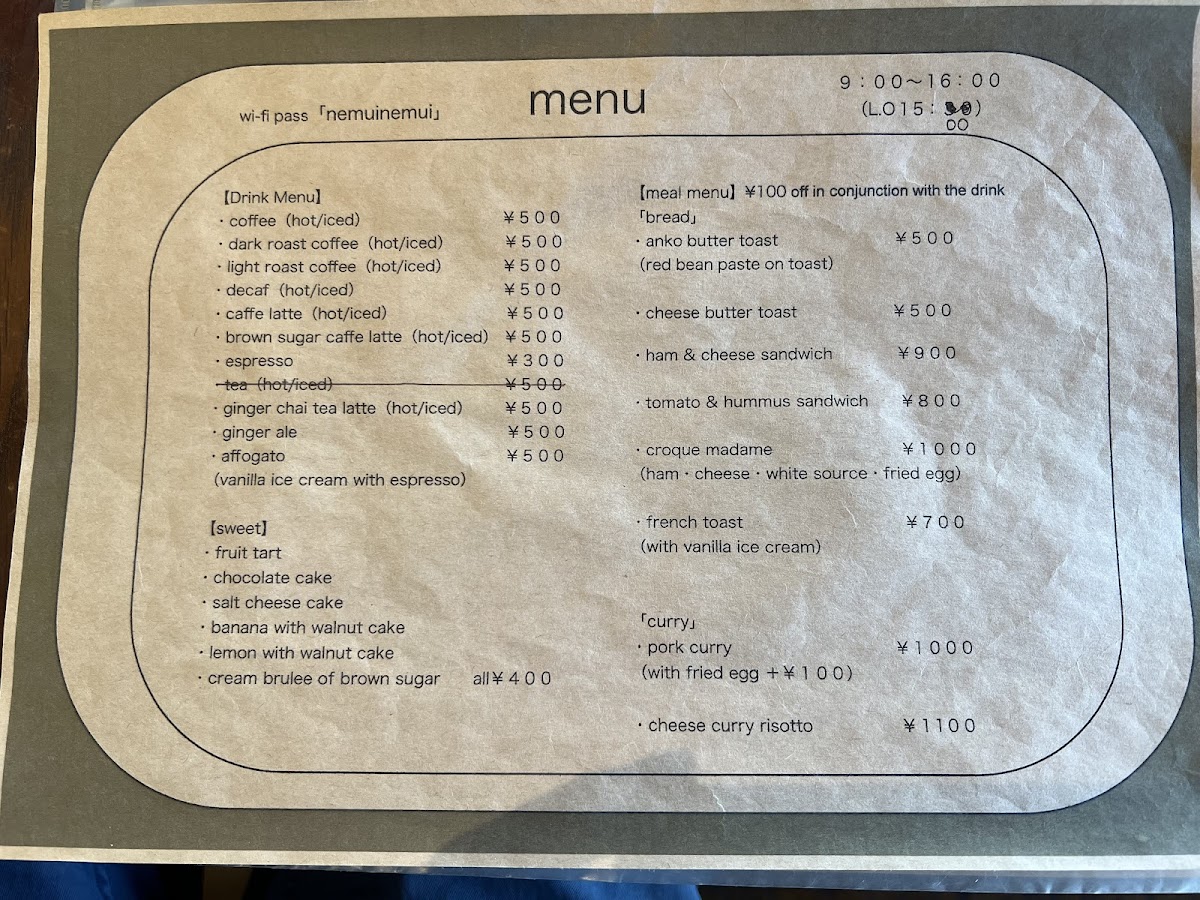 menu
wi-fi pass「nemuinemui」
9：00〜16：00
(L.O15：00)
【Drink Menu】
・coffee (hot/iced) ￥500
・dark roast coffee (hot/iced) ￥500
・light roast coffee (hot/iced) ￥500
・decaf (hot/iced) ￥500
・caffe latte (hot/iced) ￥500
・brown sugar caffe latte (hot/iced) ￥500
・espresso ￥300
・tea (hot/iced) ￥500
・ginger chai tea latte (hot/iced) ￥500
・ginger ale ￥500
・affogato ￥500
(vanilla ice cream with espresso)
【sweet】
・fruit tart
・chocolate cake
・salt cheese cake
・banana with walnut cake
・lemon with walnut cake
・cream brulee of brown sugar all￥400
【meal menu】¥100 off in conjunction with the drink
「bread」
・anko butter toast ￥500
(red bean paste on toast)
・cheese butter toast ￥500
・ham & cheese sandwich ￥900
・tomato & hummus sandwich ￥800
・croque madame ￥1000
(ham・cheese・white source・fried egg)
・french toast ￥700
(with vanilla ice cream)
「curry」
・pork curry ￥1000
(with fried egg +￥100)
・cheese curry risotto ￥1100